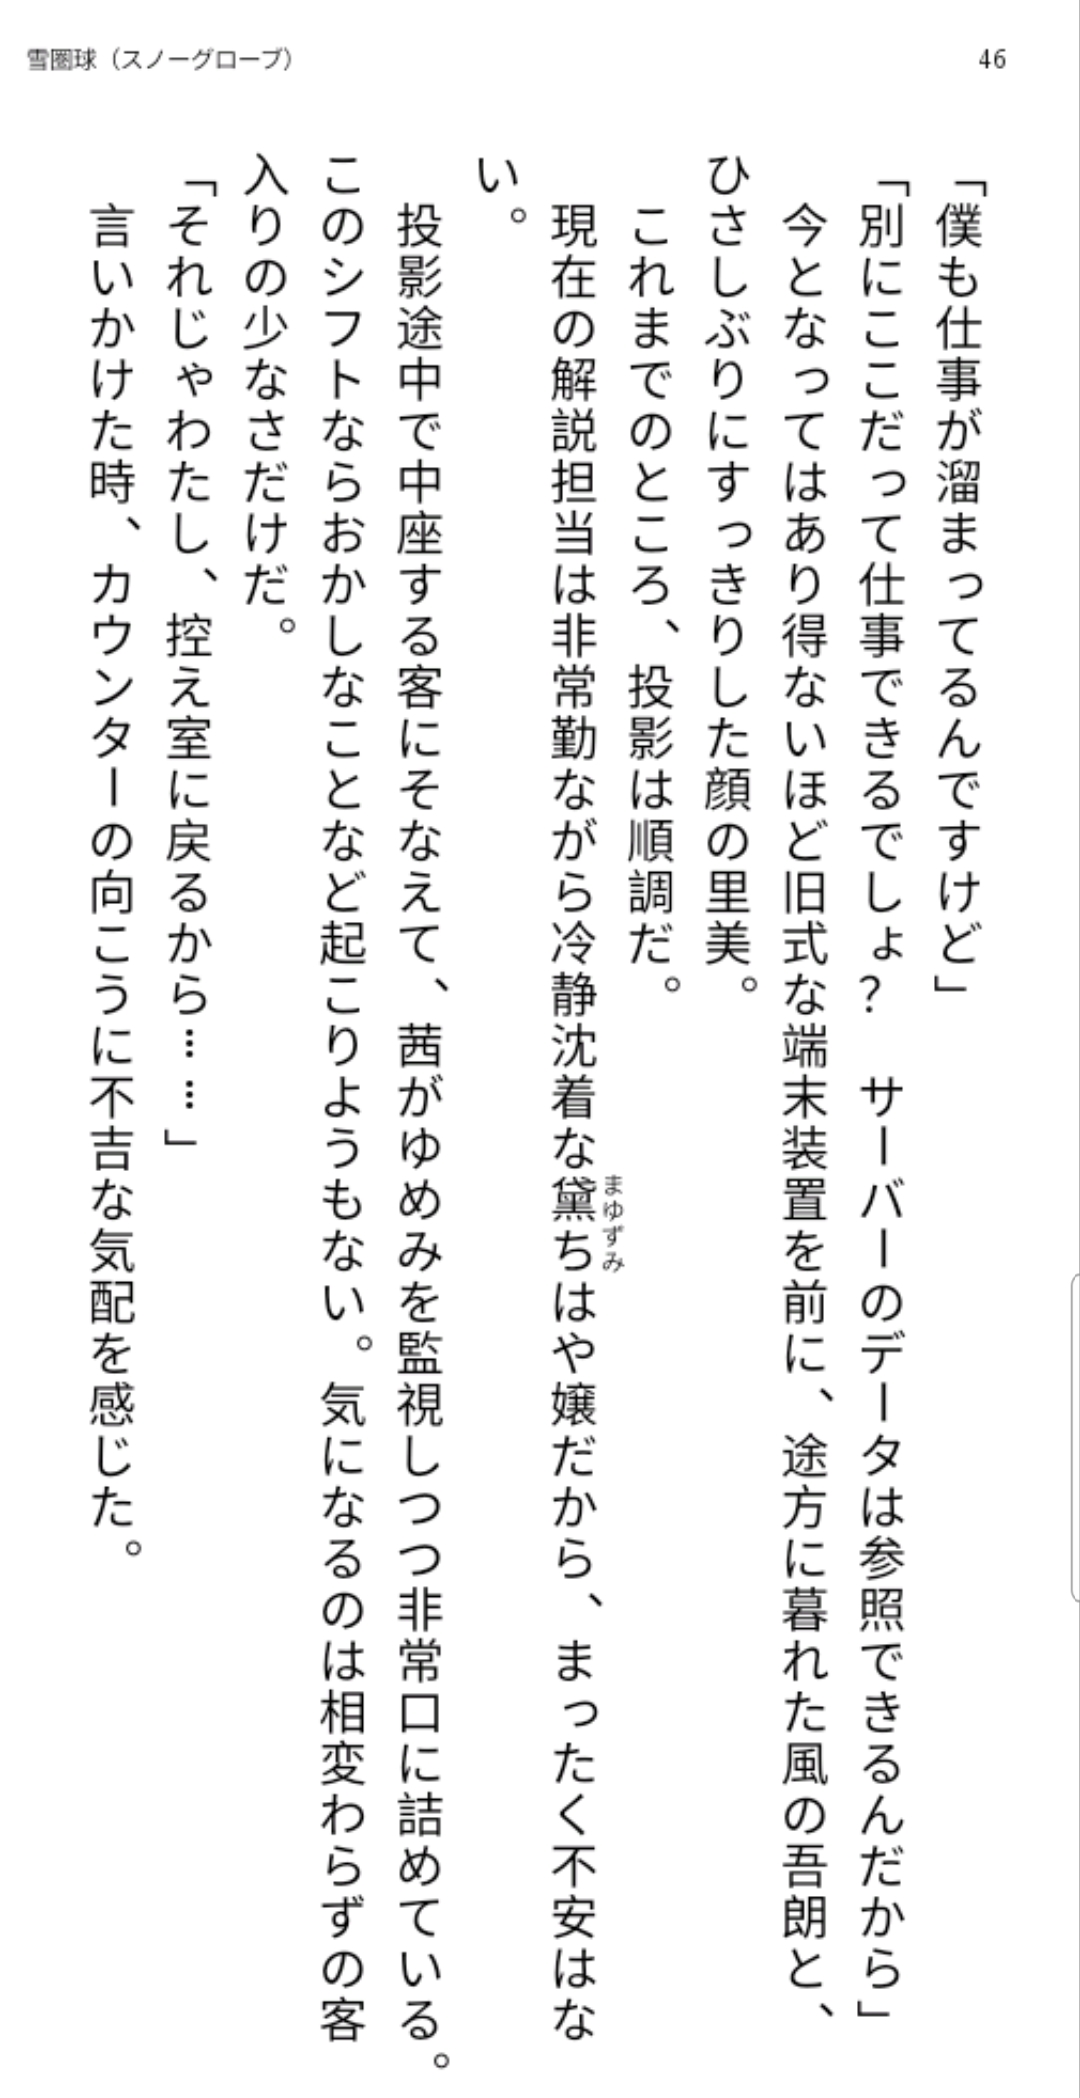 雪圏球（スノーグローブ）
46
「僕も仕事が溜まってるんですけど」
「別にここだって仕事できるでしょ？　サーバーのデータは参照できるんだから」
　今となってはあり得ないほど旧式な端末装置を前に、途方に暮れた風の吾朗と、
ひさしぶりにすっきりした顔の里美。
　これまでのところ、投影は順調だ。
　現在の解説担当は非常勤ながら冷静沈着な黛ちはや嬢だから、まったく不安はな
まゆずみ
い。
　投影途中で中座する客にそなえて、茜がゆめみを監視しつつ非常口に詰めている。
このシフトならおかしなことなど起こりようもない。気になるのは相変わらずの客
入りの少なさだけだ。
「それじゃわたし、控え室に戻るから……」
　言いかけた時、カウンターの向こうに不吉な気配を感じた。